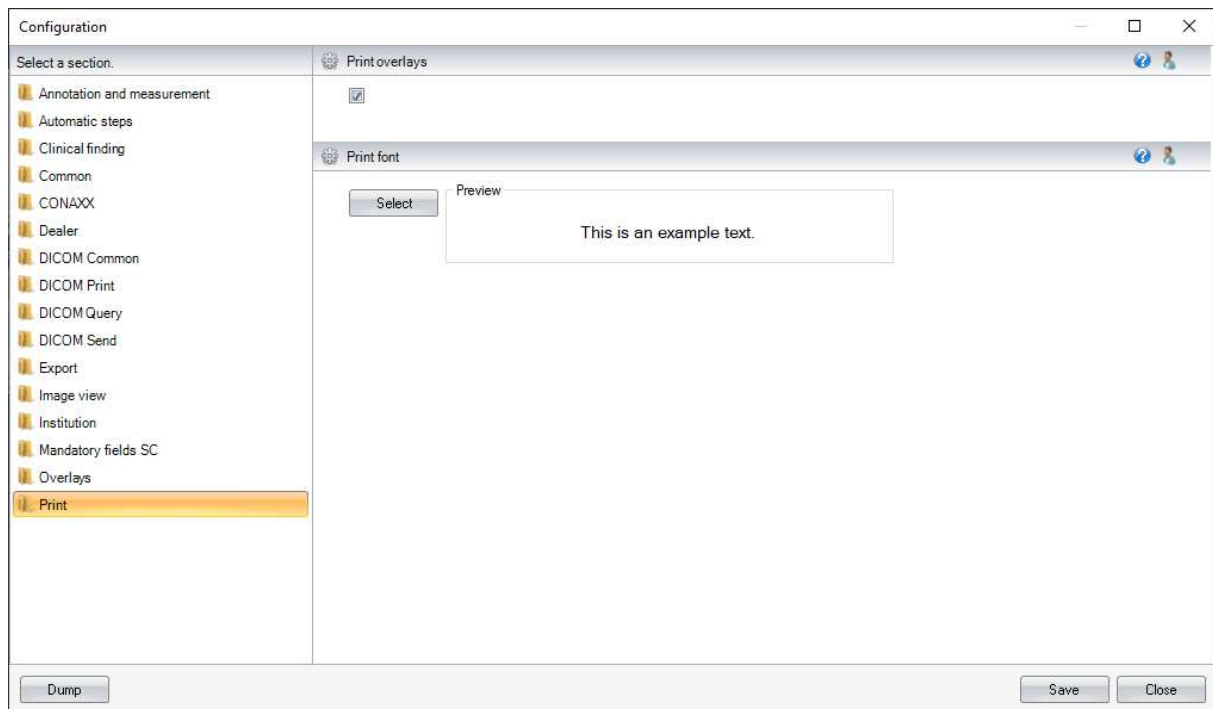 Configuration
Select a section.
Annotation and measurement
Automatic steps
Clinical finding
Common
CONAXX
Dealer
DICOM Common
DICOM Print
DICOM Query
DICOM Send
Export
Image view
Institution
Mandatory fields SC
Overlays
Print
Print overlays
Print font
Select
Preview
This is an example text.
Dump
Save
Close